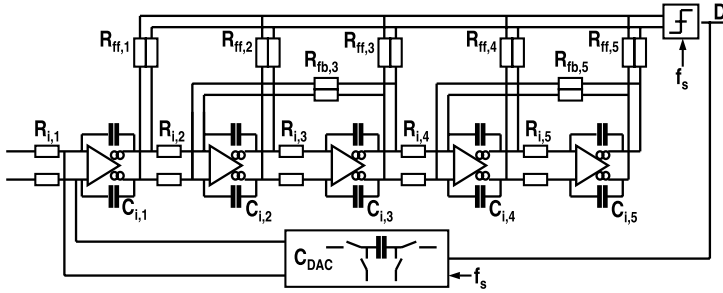 D
R_ff,1
R_ff,2
R_ff,3
R_ff,4
R_ff,5
R_fb,3
R_fb,5
f_s
R_i,1
R_i,2
R_i,3
R_i,4
R_i,5
C_i,1
C_i,2
C_i,3
C_i,4
C_i,5
C_DAC
f_s